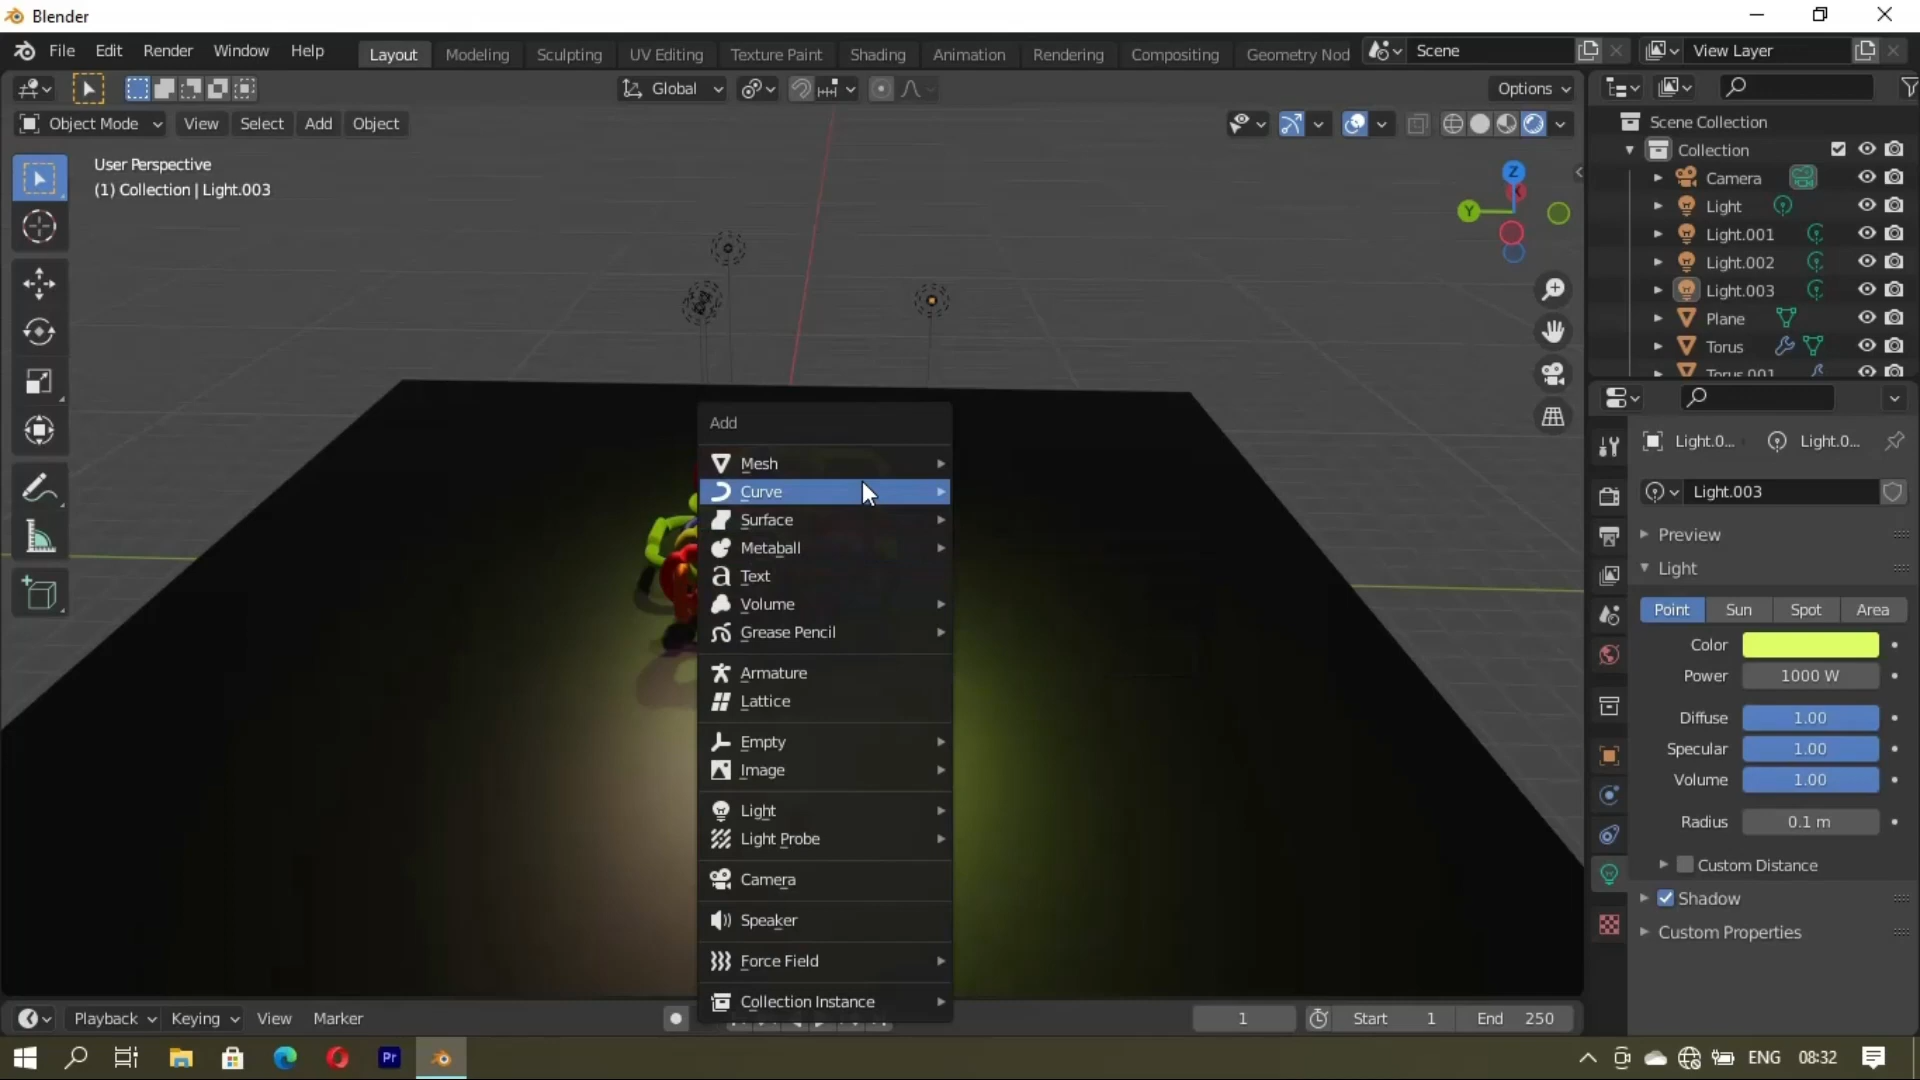 Blender
File Edit Render Window Help Layout Modeling Sculpting UV Editing Texture Paint Shading Animation Rendering Compositing Geometry Nod Scene View Layer
Global Options
Object Mode View Select Add Object
User Perspective
(1) Collection | Light.003
Z
X
Y
Add
Mesh
Curve
Surface
Metaball
Text
Volume
Grease Pencil
Armature
Lattice
Empty
Image
Light
Light Probe
Camera
Speaker
Force Field
Collection Instance
Scene Collection
Collection
Camera
Light
Light.001
Light.002
Light.003
Plane
Torus
Torus.001
Light.0... Light.0...
Light.003
Preview
Light
Point Sun Spot Area
Color
Power 1000 W
Diffuse 1.00
Specular 1.00
Volume 1.00
Radius 0.1 m
Custom Distance
Shadow
Custom Properties
Playback Keying View Marker 1 Start 1 End 250
Pr ENG 08:32